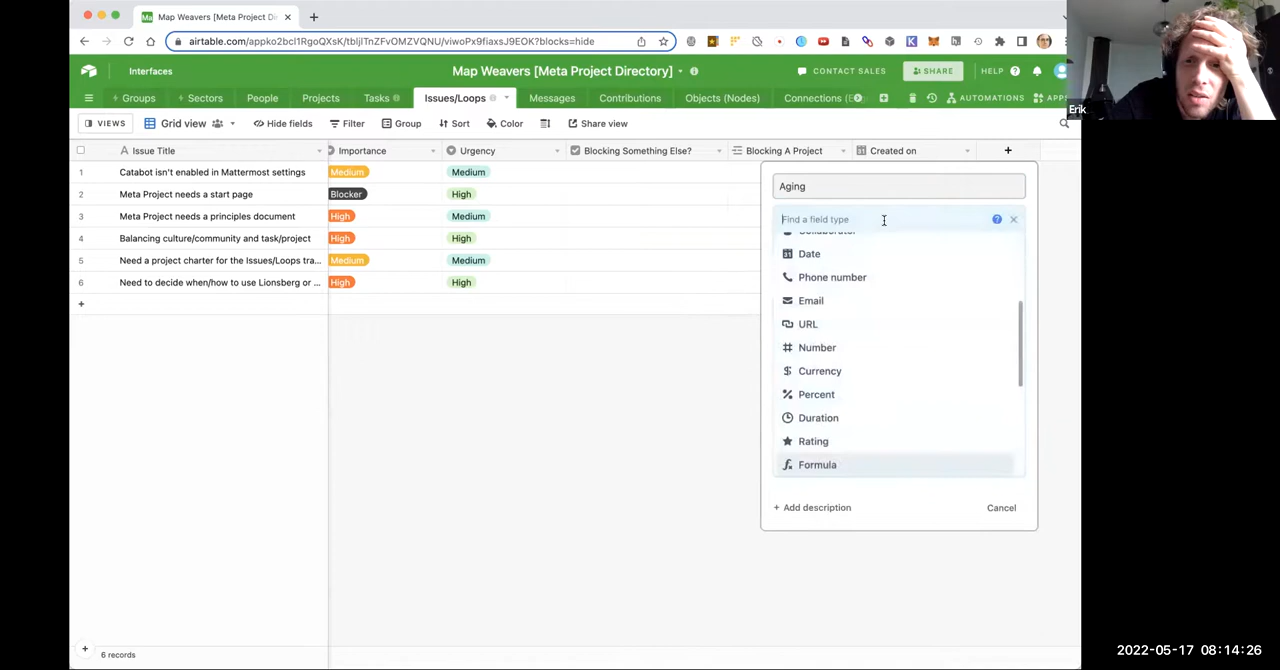 Map Weavers [Meta Project Di
airtable.com/appko2bcl1RgoQXsK/tbljlTnZFvOMZVQNU/viwoPx9fiaxsJ9EOK?blocks=hide
Interfaces
Map Weavers [Meta Project Directory]
CONTACT SALES
SHARE
HELP
Groups
Sectors
People
Projects
Tasks
Issues/Loops
Messages
Contributions
Objects (Nodes)
Connections (E
AUTOMATIONS
APPS
Erik
VIEWS
Grid view
Hide fields
Filter
Group
Sort
Color
Share view
Issue Title
Importance
Urgency
Blocking Something Else?
Blocking A Project
Created on
1 Catabot isn't enabled in Mattermost settings Medium Medium
2 Meta Project needs a start page Blocker High
3 Meta Project needs a principles document High Medium
4 Balancing culture/community and task/project High High
5 Need a project charter for the Issues/Loops tra... Medium Medium
6 Need to decide when/how to use Lionsberg or ... High High
Aging
Find a field type
Collaborator
Date
Phone number
Email
URL
Number
Currency
Percent
Duration
Rating
Formula
+ Add description
Cancel
6 records
2022-05-17 08:14:26